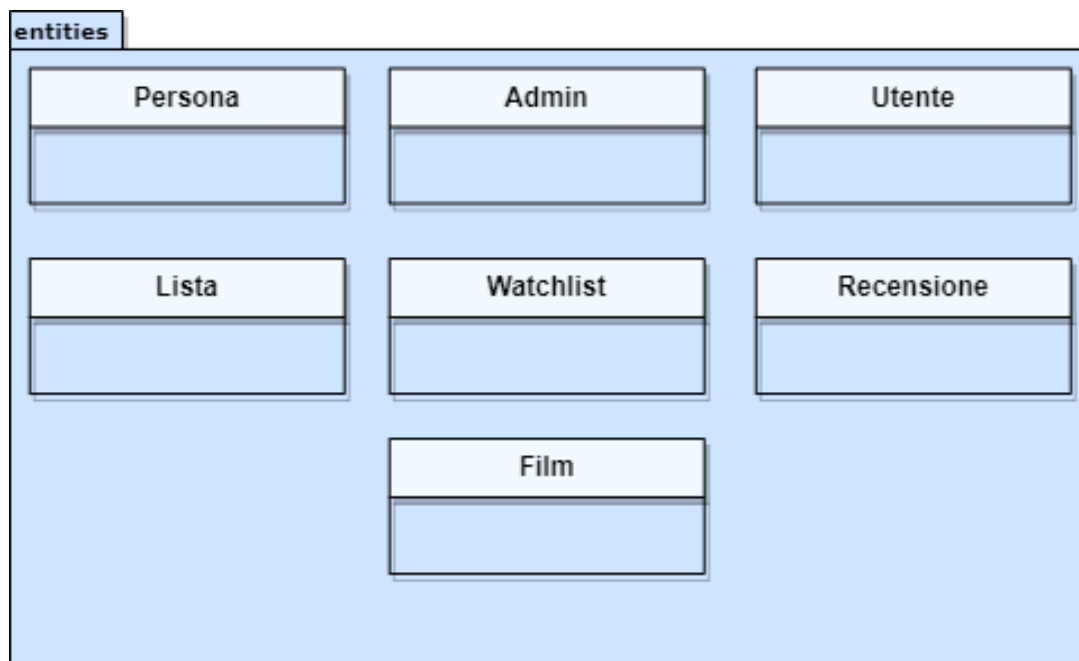 entities
Persona
Admin
Utente
Lista
Watchlist
Recensione
Film